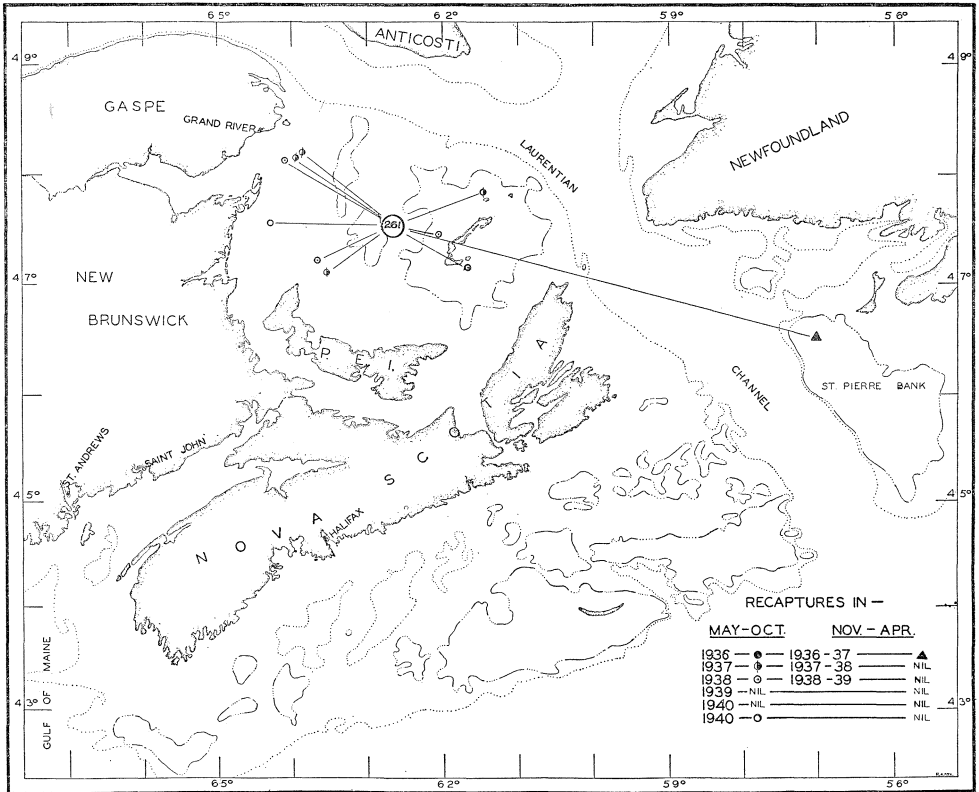 65° 62° 59° 56°
ANTICOSTI
49° 49°
GASPE
GRAND RIVER
LAURENTIAN
NEWFOUNDLAND
261
47° 47°
NEW
BRUNSWICK
P. E. I.
CHANNEL
ST. PIERRE BANK
ST. ANDREWS
SAINT JOHN
NOVA SCOTIA
HALIFAX
45° 45°
GULF OF MAINE
43° 43°
RECAPTURES IN —
MAY-OCT. NOV. - APR.
1936 1936-37
1937 1937-38 NIL
1938 1938-39 NIL
1939 NIL NIL
1940 NIL NIL
1940 NIL
65° 62° 59° 56°